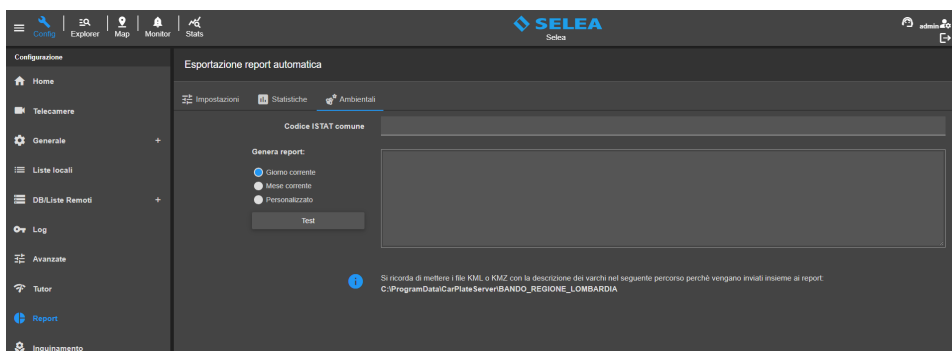 Config
Explorer
Map
Monitor
Stats
SELEA
Selea
admin
Configurazione
Home
Telecamere
Generale +
Liste locali
DB/Liste Remoti +
Log
Avanzate
Tutor
Report
Inquinamento
Esportazione report automatica
Impostazioni
Statistiche
Ambientali
Codice ISTAT comune
Genera report:
Giorno corrente
Mese corrente
Personalizzato
Test
Si ricorda di mettere i file KML o KMZ con la descrizione dei varchi nel seguente percorso perchè vengano inviati insieme ai report:
C:\ProgramData\CarPlateServer\BANDO_REGIONE_LOMBARDIA